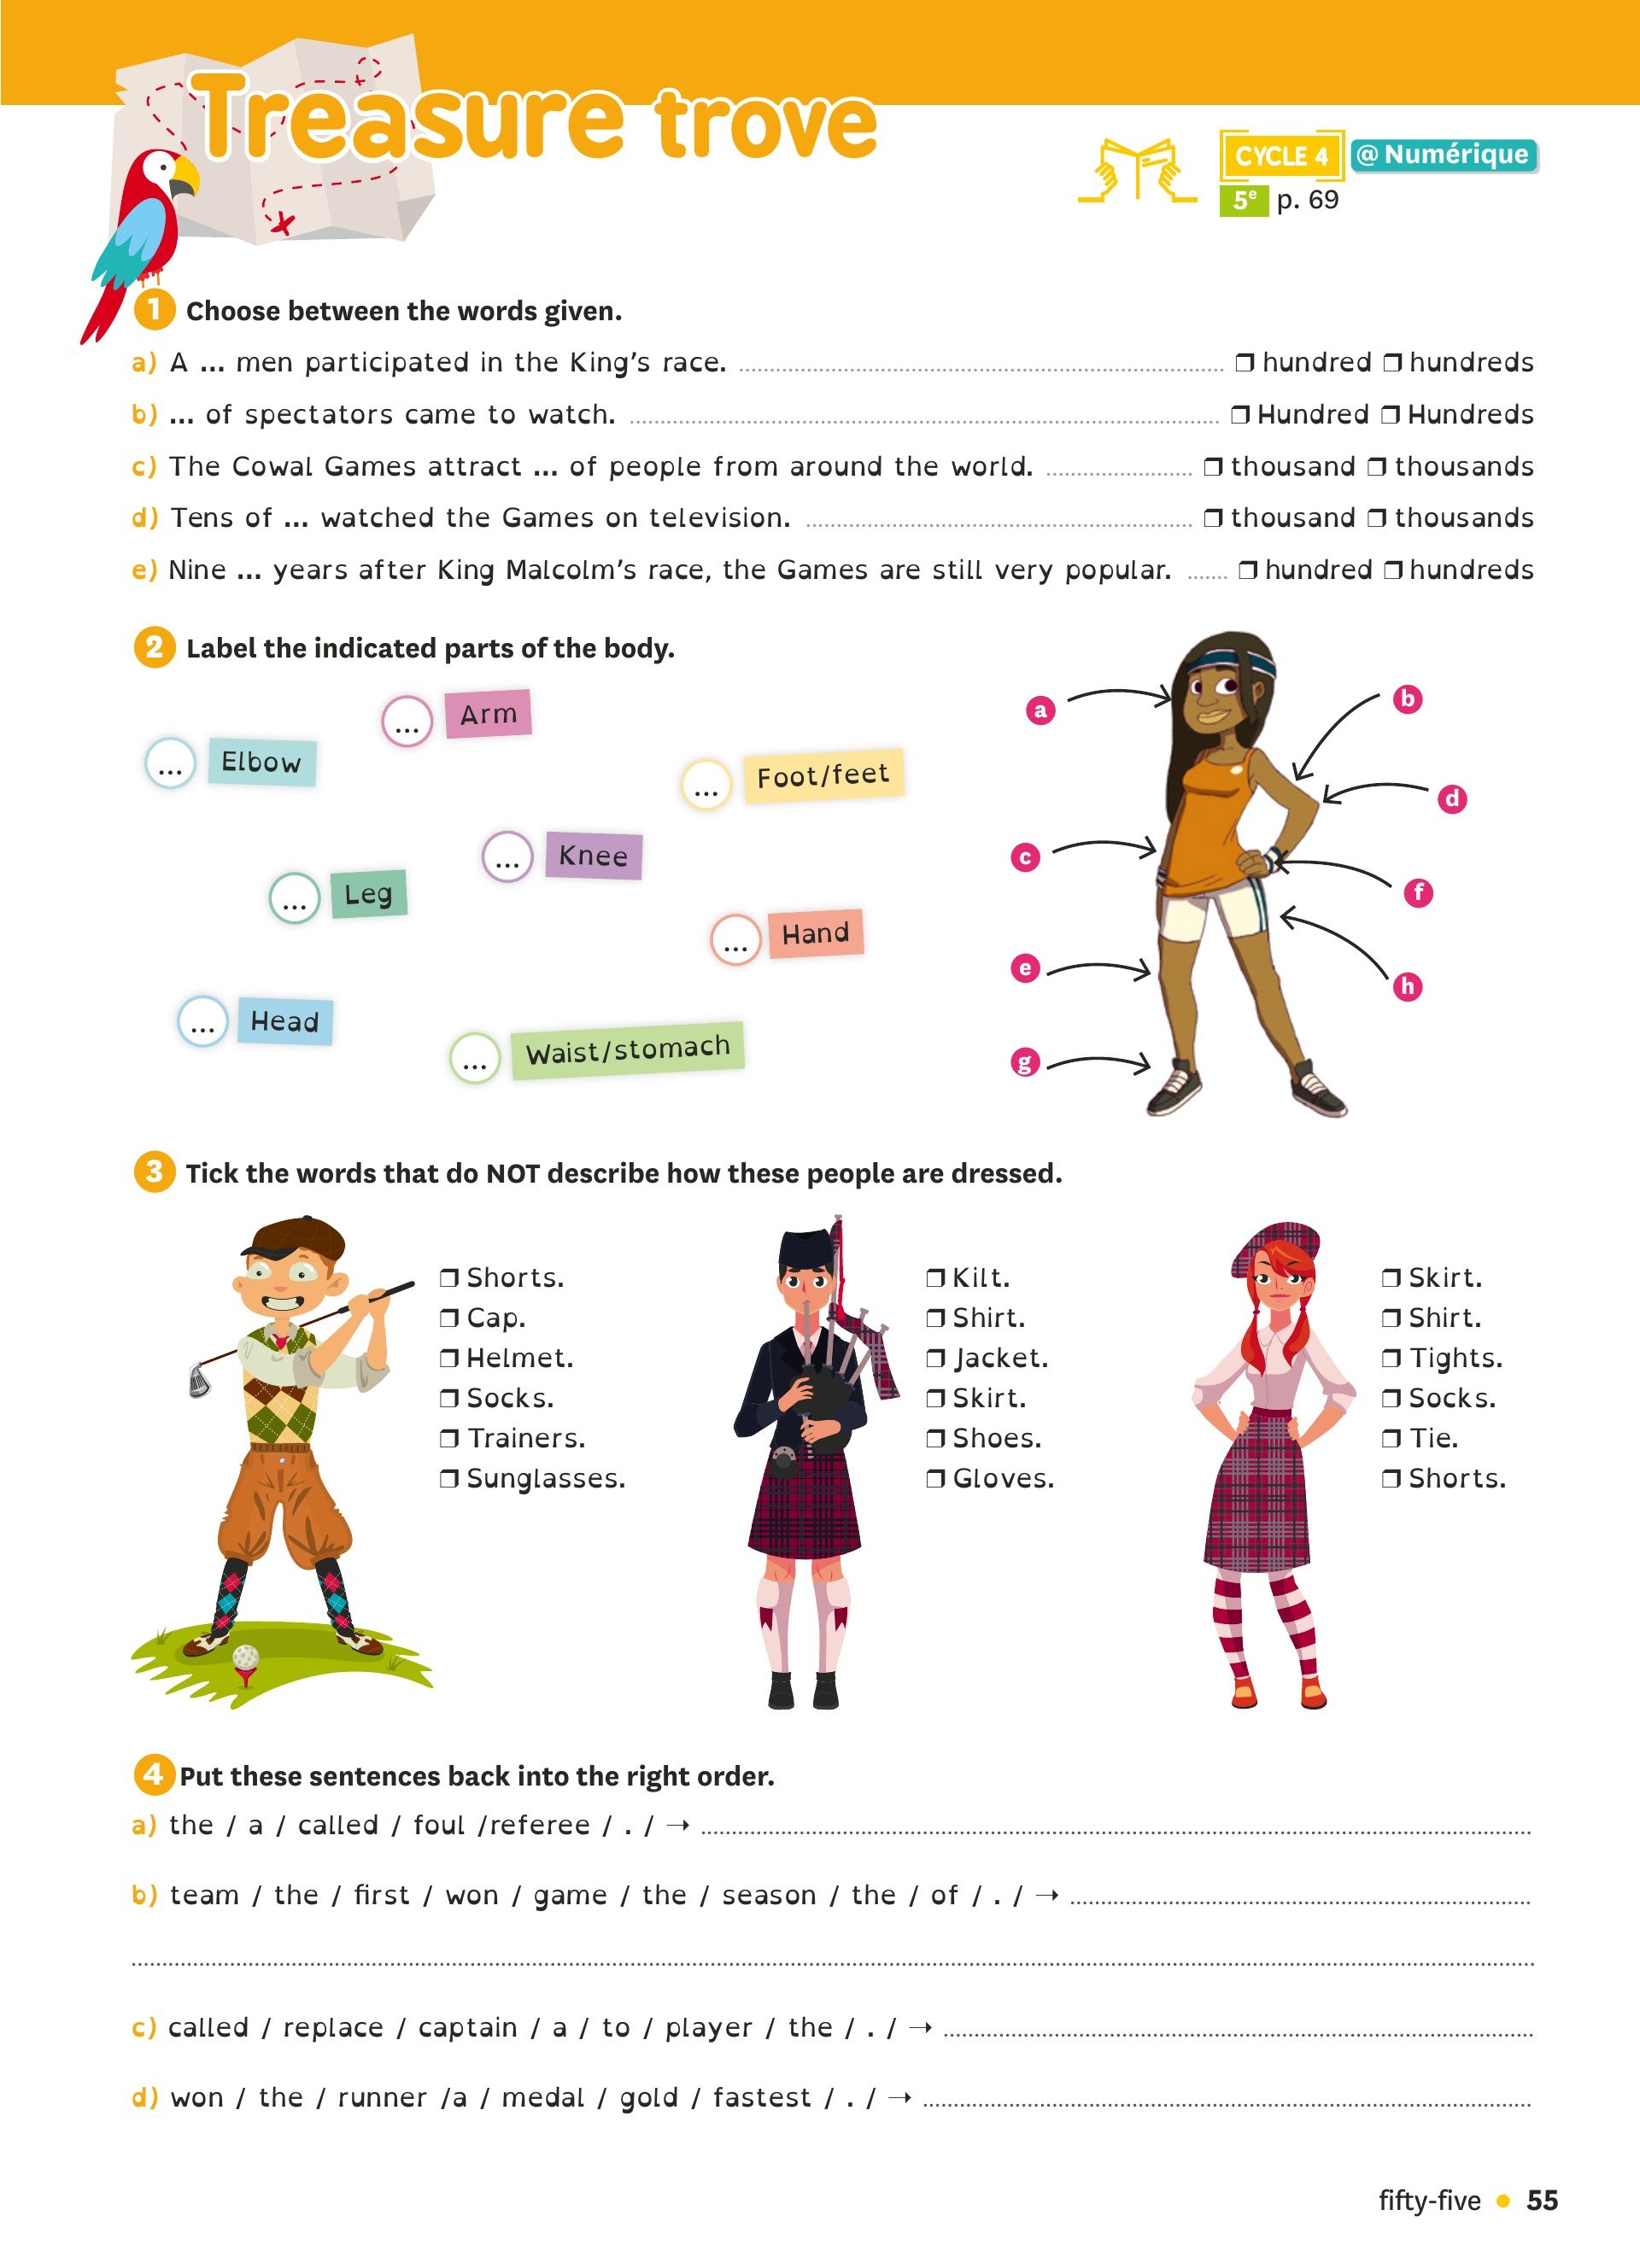 Treasure trove
CYCLE 4 @ Numérique
5e p. 69
1 Choose between the words given.
a) A ... men participated in the King's race. ❒ hundred ❒ hundreds
b) ... of spectators came to watch. ❒ Hundred ❒ Hundreds
c) The Cowal Games attract ... of people from around the world. ❒ thousand ❒ thousands
d) Tens of ... watched the Games on television. ❒ thousand ❒ thousands
e) Nine ... years after King Malcolm's race, the Games are still very popular. ❒ hundred ❒ hundreds
2 Label the indicated parts of the body.
... Arm
... Elbow
... Foot/feet
... Knee
... Leg
... Hand
... Head
... Waist/stomach
a
b
d
c
f
e
h
g
3 Tick the words that do NOT describe how these people are dressed.
❒ Shorts.
❒ Cap.
❒ Helmet.
❒ Socks.
❒ Trainers.
❒ Sunglasses.
❒ Kilt.
❒ Shirt.
❒ Jacket.
❒ Skirt.
❒ Shoes.
❒ Gloves.
❒ Skirt.
❒ Shirt.
❒ Tights.
❒ Socks.
❒ Tie.
❒ Shorts.
4 Put these sentences back into the right order.
a) the / a / called / foul /referee / . / →
b) team / the / first / won / game / the / season / the / of / . / →
c) called / replace / captain / a / to / player / the / . / →
d) won / the / runner /a / medal / gold / fastest / . / →
fifty-five • 55